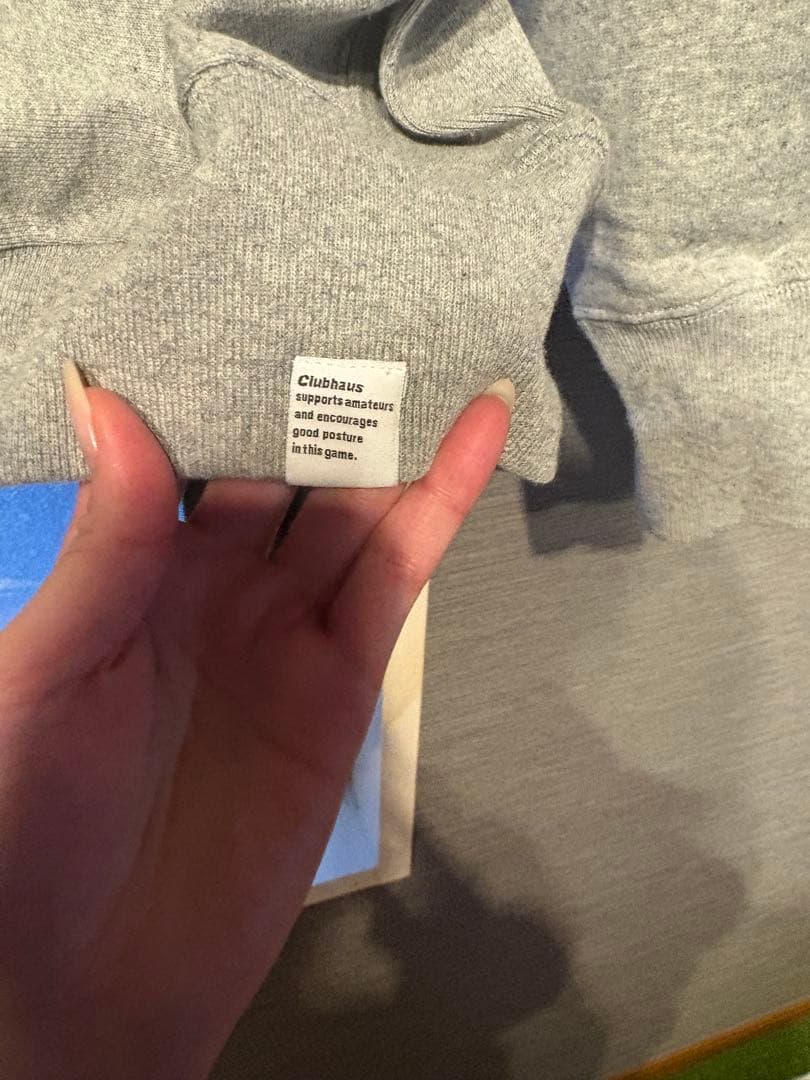 Clubhaus
supports amateurs
and encourages
good posture
in this game.